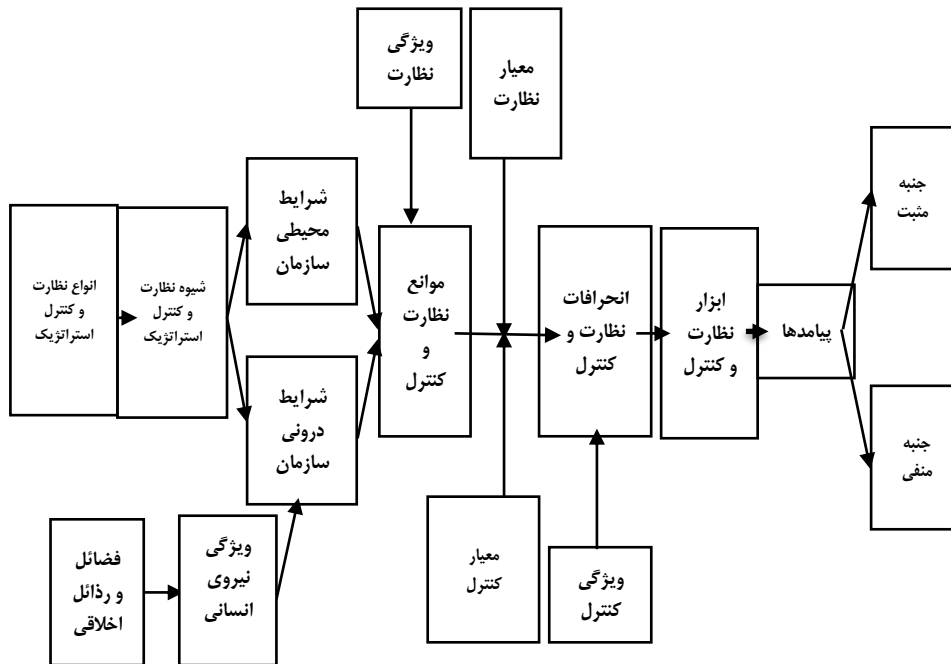 ویژگی
نظارت
معیار
نظارت
جنبه
مثبت
شرایط
محیطی
سازمان
انواع نظارت
و کنترل
استراتژیک
شیوه نظارت
و کنترل
استراتژیک
موانع
نظارت
و
کنترل
انحرافات
نظارت و
کنترل
ابزار
نظارت
و کنترل
پیامدها
شرایط
درونی
سازمان
جنبه
منفی
فضائل
و رذائل
اخلاقی
ویژگی
نیروی
انسانی
معیار
کنترل
ویژگی
کنترل